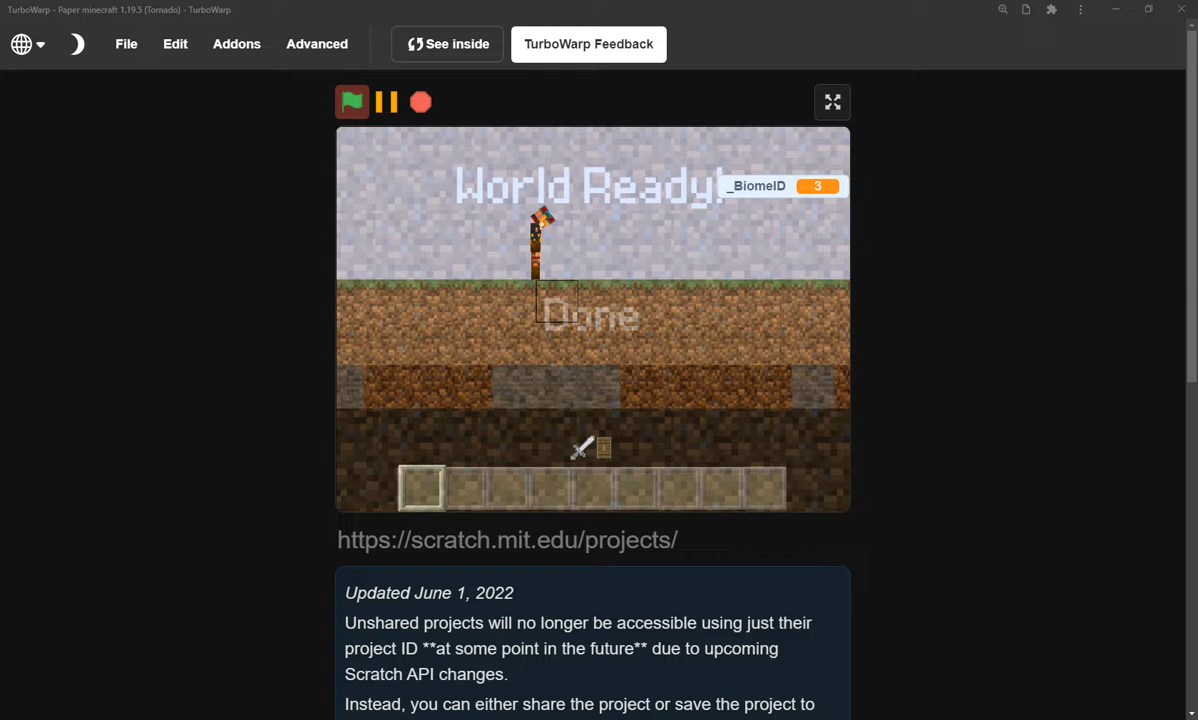 TurboWarp - Paper minecraft 1.19.5 (Tornado) - TurboWarp
File Edit Addons Advanced See inside TurboWarp Feedback
World Ready!
_BiomeID 3
Done
https://scratch.mit.edu/projects/
Updated June 1, 2022
Unshared projects will no longer be accessible using just their
project ID **at some point in the future** due to upcoming
Scratch API changes.
Instead, you can either share the project or save the project to